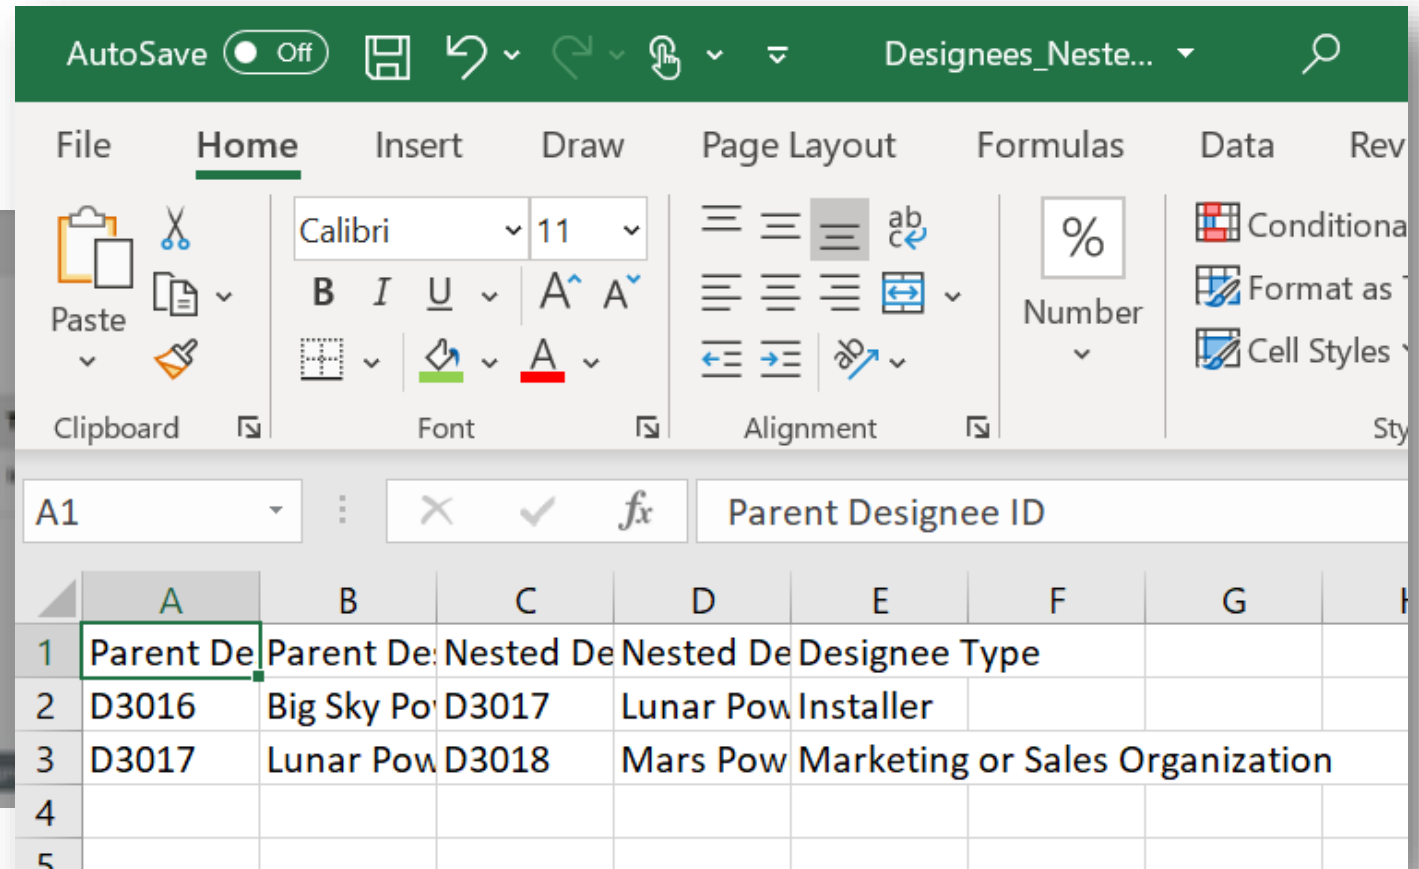 AutoSave Off Designees_Neste...
File Home Insert Draw Page Layout Formulas Data Rev
Calibri 11 ab c % Conditiona
Paste B I U A A Number Format as
A Cell Styles
Clipboard Font Alignment Sty
A1 fx Parent Designee ID
A B C D E F G
1 Parent De Parent De Nested De Nested De Designee Type
2 D3016 Big Sky Po D3017 Lunar Pow Installer
3 D3017 Lunar Pow D3018 Mars Pow Marketing or Sales Organization
4
5